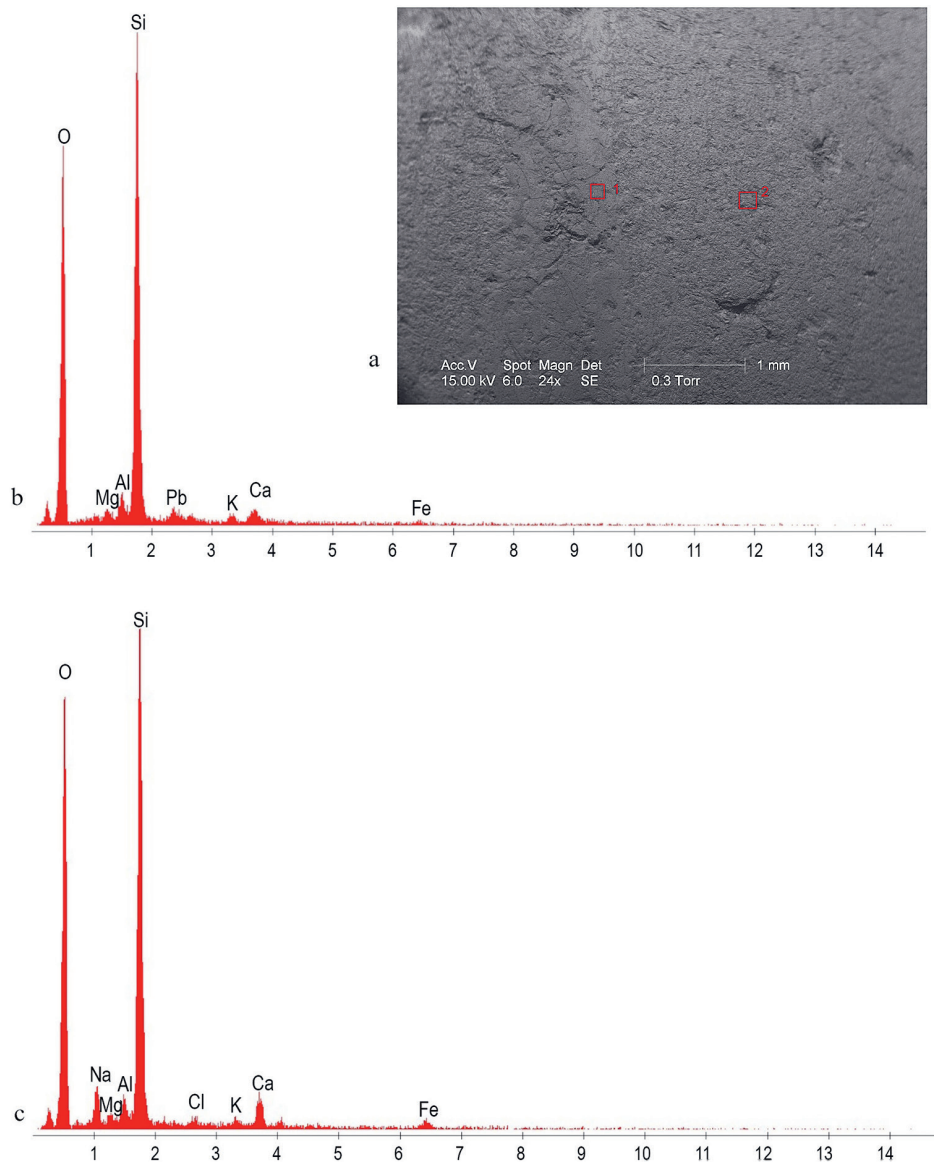 Si
O
1
2
a
Acc.V Spot Magn Det
15.00 kV 6.0 24x SE 0.3 Torr 1 mm
b
Mg Al Pb K Ca Fe
1 2 3 4 5 6 7 8 9 10 11 12 13 14
Si
O
Na Mg Al Cl K Ca Fe
c
1 2 3 4 5 6 7 8 9 10 11 12 13 14